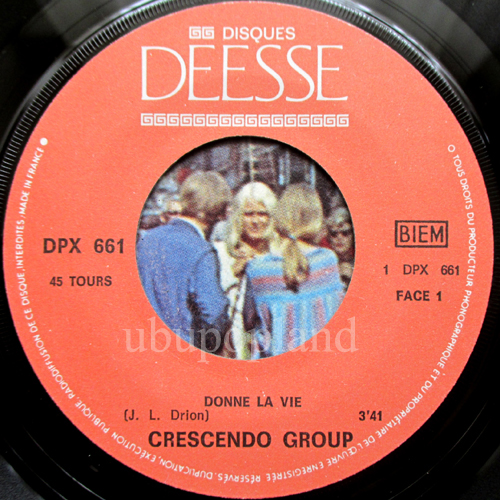 DISQUES
DEESSE
DPX 661
45 TOURS
BIEM
1 DPX 661
FACE 1
ubupopland
DONNE LA VIE
(J. L. Drion) 3'41
CRESCENDO GROUP
O TOUS DROITS DU PRODUCTEUR PHONOGRAPHIQUE ET DU PROPRIÉTAIRE DE L'ŒUVRE ENREGISTRÉE RÉSERVÉS. DUPLICATION, EXÉCUTION PUBLIQUE, RADIODIFFUSION DE CE DISQUE, INTERDITES / MADE IN FRANCE